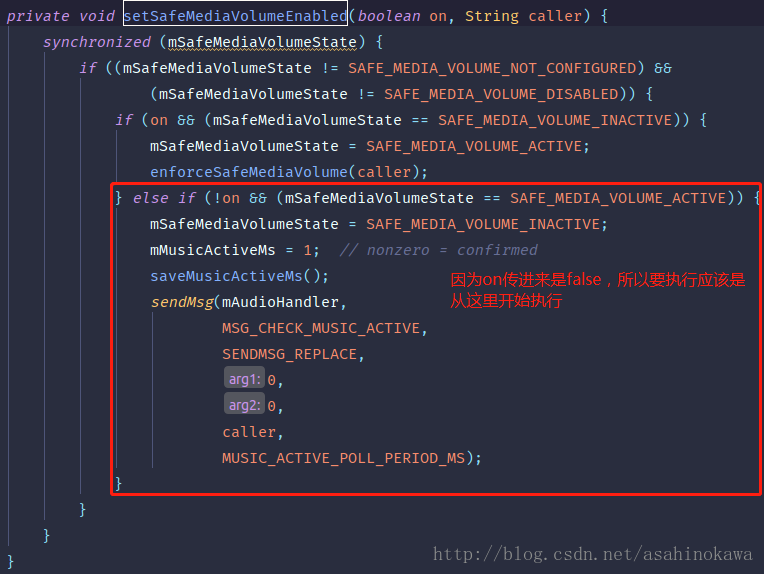 private void setSafeMediaVolumeEnabled(boolean on, String caller) {
synchronized (mSafeMediaVolumeState) {
if ((mSafeMediaVolumeState != SAFE_MEDIA_VOLUME_NOT_CONFIGURED) &&
(mSafeMediaVolumeState != SAFE_MEDIA_VOLUME_DISABLED)) {
if (on && (mSafeMediaVolumeState == SAFE_MEDIA_VOLUME_INACTIVE)) {
mSafeMediaVolumeState = SAFE_MEDIA_VOLUME_ACTIVE;
enforceSafeMediaVolume(caller);
} else if (!on && (mSafeMediaVolumeState == SAFE_MEDIA_VOLUME_ACTIVE)) {
mSafeMediaVolumeState = SAFE_MEDIA_VOLUME_INACTIVE;
mMusicActiveMs = 1;  // nonzero = confirmed
saveMusicActiveMs();
因为on传进来是false，所以要执行应该是
从这里开始执行
sendMsg(mAudioHandler,
MSG_CHECK_MUSIC_ACTIVE,
SENDMSG_REPLACE,
arg1: 0,
arg2: 0,
caller,
MUSIC_ACTIVE_POLL_PERIOD_MS);
}
}
}
}
http://blog.csdn.net/asahinokawa